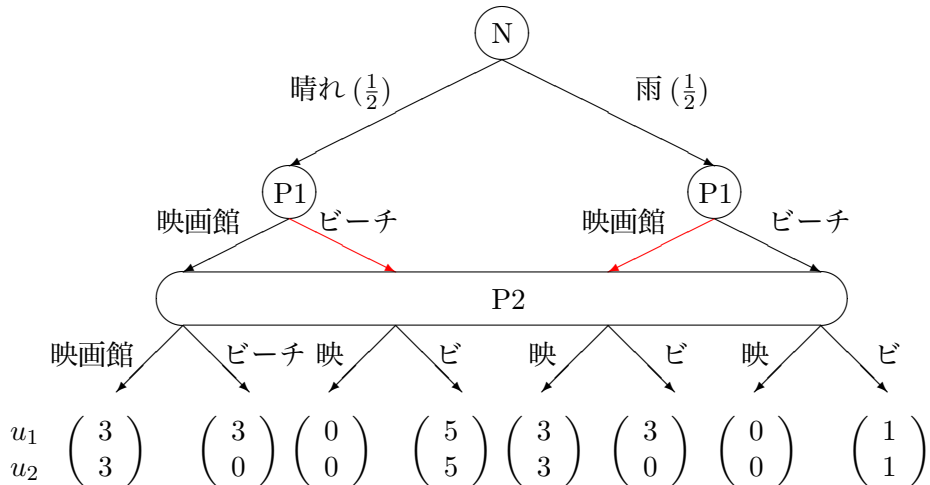 N
晴れ (1/2) 雨 (1/2)
P1 P1
映画館 ビーチ 映画館 ビーチ
P2
映画館 ビーチ 映 ビ 映 ビ 映 ビ
u1 3 3 0 5 3 3 0 1
u2 3 0 0 5 3 0 0 1